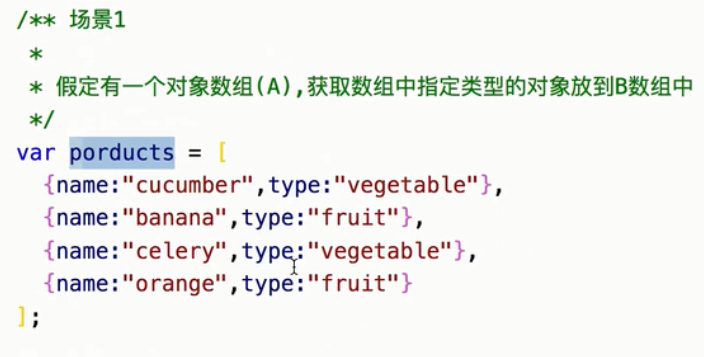 /** 场景1
*
* 假定有一个对象数组(A),获取数组中指定类型的对象放到B数组中
*/
var porducts = [
{name:"cucumber",type:"vegetable"},
{name:"banana",type:"fruit"},
{name:"celery",type:"vegetable"},
{name:"orange",type:"fruit"}
];